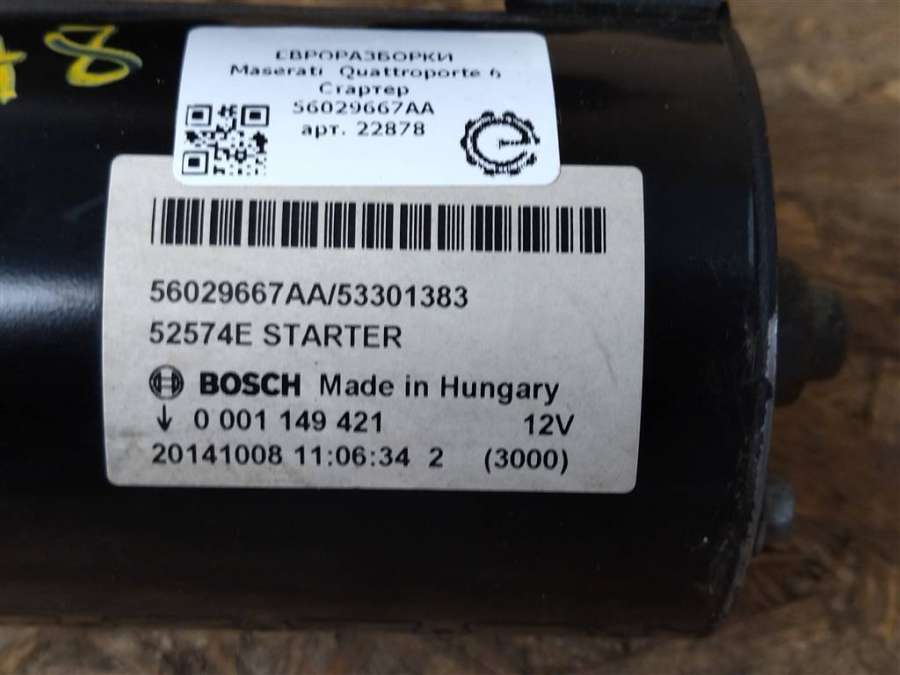 78
ЕВРОРАЗБОРКИ
Maserati Quattroporte 6
Стартер
56029667AA
арт. 22878
56029667AA/53301383
52574E STARTER
BOSCH Made in Hungary
↓ 0 001 149 421 12V
20141008 11:06:34 2 (3000)